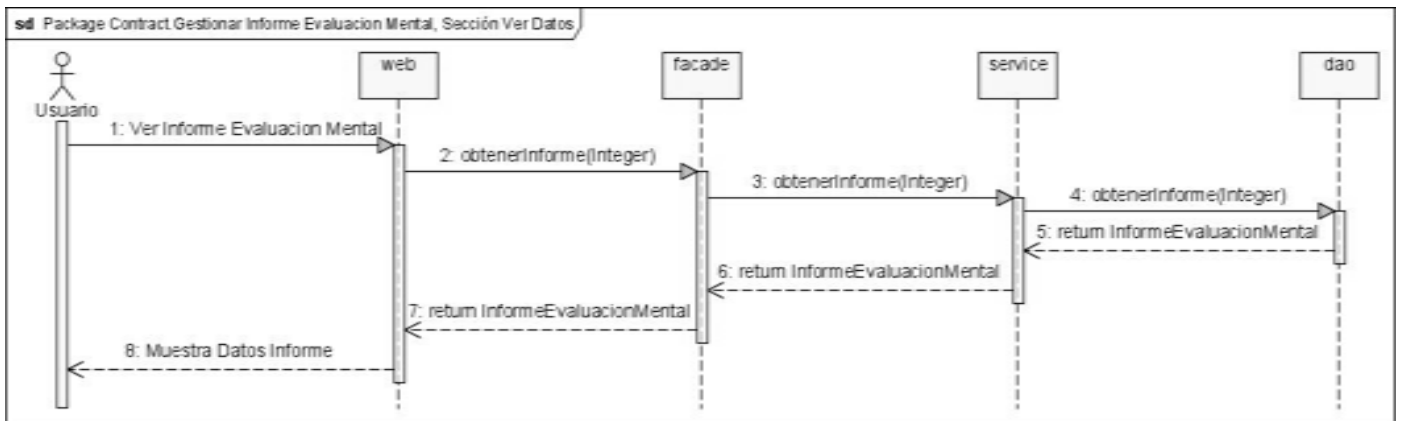 sd Package Contract Gestionar Informe Evaluacion Mental, Sección Ver Datos
web
facade
service
dao
Usuario
1: Ver Informe Evaluacion Mental
2: obtenerInforme(Integer)
3: obtenerInforme(Integer)
4: obtenerInforme(Integer)
5: return InformeEvaluacionMental
6: return InformeEvaluacionMental
7: return InformeEvaluacionMental
8: Muestra Datos Informe